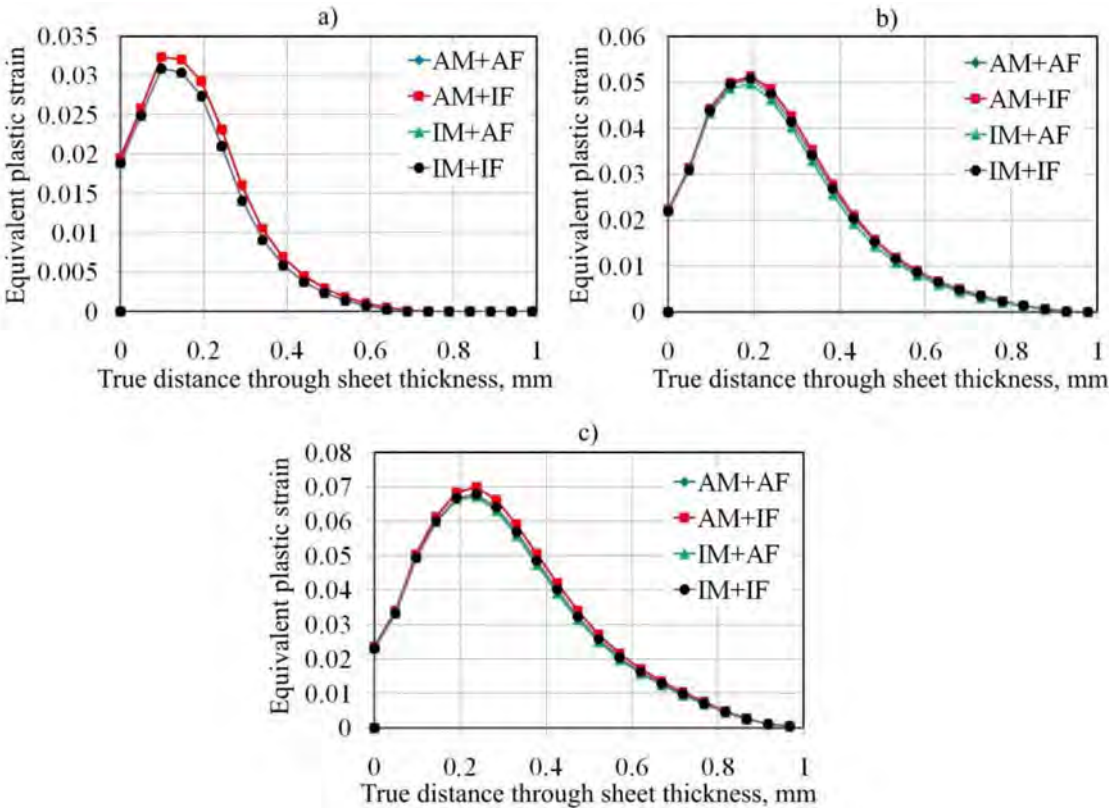 a)
Equivalent plastic strain
0.035
0.03
0.025
0.02
0.015
0.01
0.005
0
AM+AF
AM+IF
IM+AF
IM+IF
0 0.2 0.4 0.6 0.8 1
True distance through sheet thickness, mm
b)
Equivalent plastic strain
0.06
0.05
0.04
0.03
0.02
0.01
0
AM+AF
AM+IF
IM+AF
IM+IF
0 0.2 0.4 0.6 0.8 1
True distance through sheet thickness, mm
c)
Equivalent plastic strain
0.08
0.07
0.06
0.05
0.04
0.03
0.02
0.01
0
AM+AF
AM+IF
IM+AF
IM+IF
0 0.2 0.4 0.6 0.8 1
True distance through sheet thickness, mm